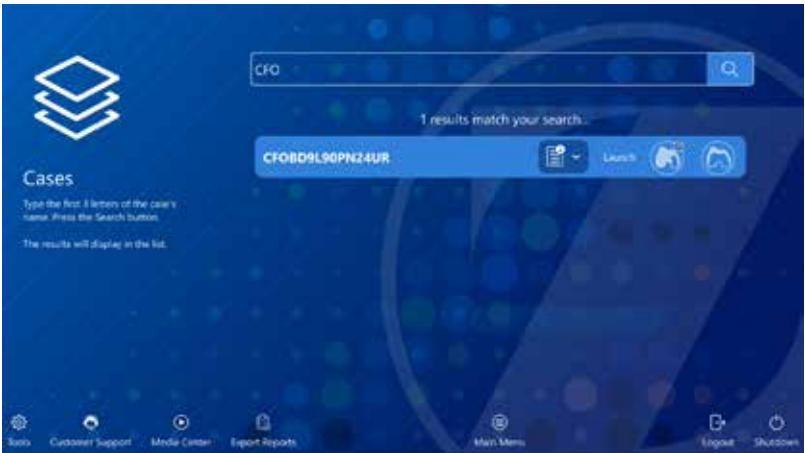 CFO
1 results match your search..
CFOBD9L90PN24UR
Launch
Cases
Type the first 3 letters of the case's
name. Press the Search button.
The results will display in the list.
Tools
Customer Support
Media Center
Export Reports
Main Menu
Logout
Shutdown